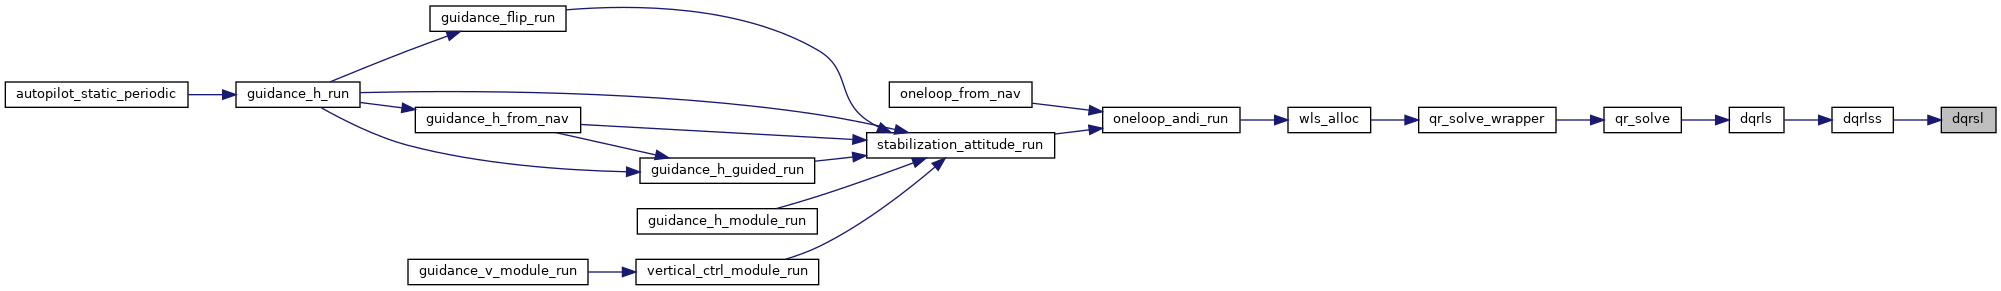 guidance_flip_run
autopilot_static_periodic
guidance_h_run
oneloop_from_nav
guidance_h_from_nav
oneloop_andi_run
wls_alloc
qr_solve_wrapper
qr_solve
dqrls
dqrlss
dqrsl
stabilization_attitude_run
guidance_h_guided_run
guidance_h_module_run
guidance_v_module_run
vertical_ctrl_module_run